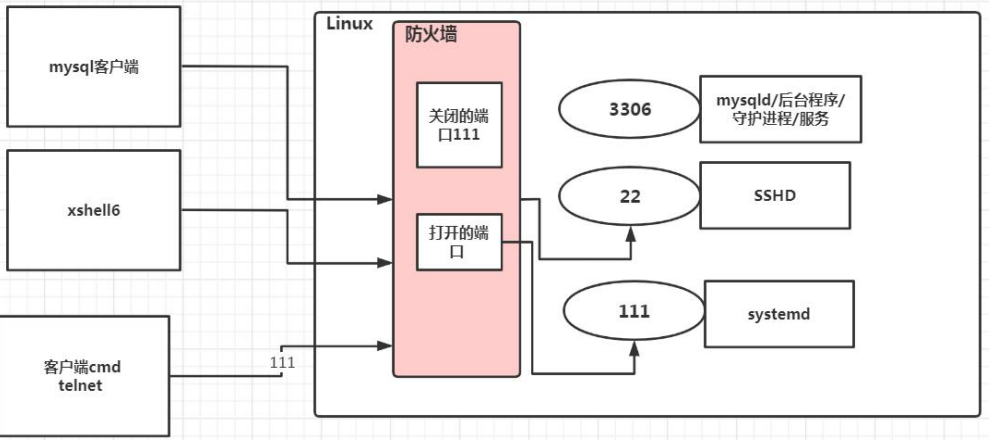 mysql客户端
xshell6
客户端cmd
telnet
111
Linux
防火墙
关闭的端
口111
打开的端
口
3306
mysqld/后台程序/
守护进程/服务
22
SSHD
111
systemd